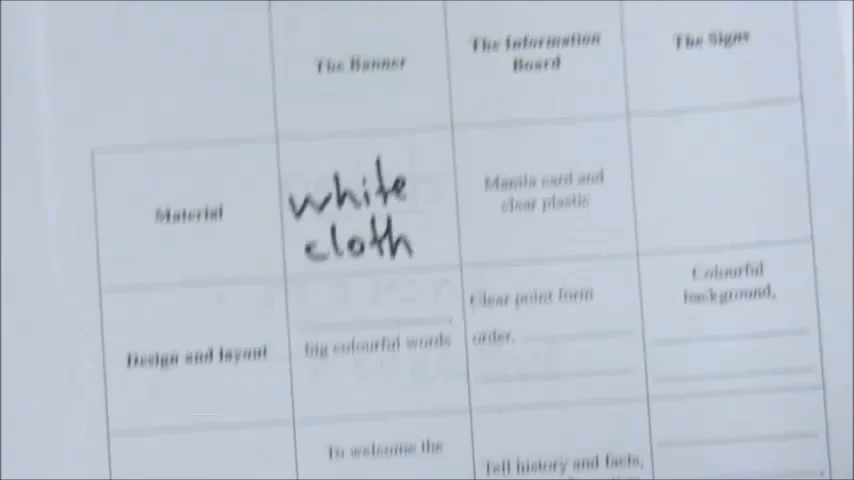 The Banner
The Information
Board
The Signs
Material
white
cloth
Manila card and
clear plastic
Design and layout
big colourful words
Clear point form
order,
Colourful
background,
To welcome the
Tell history and facts,